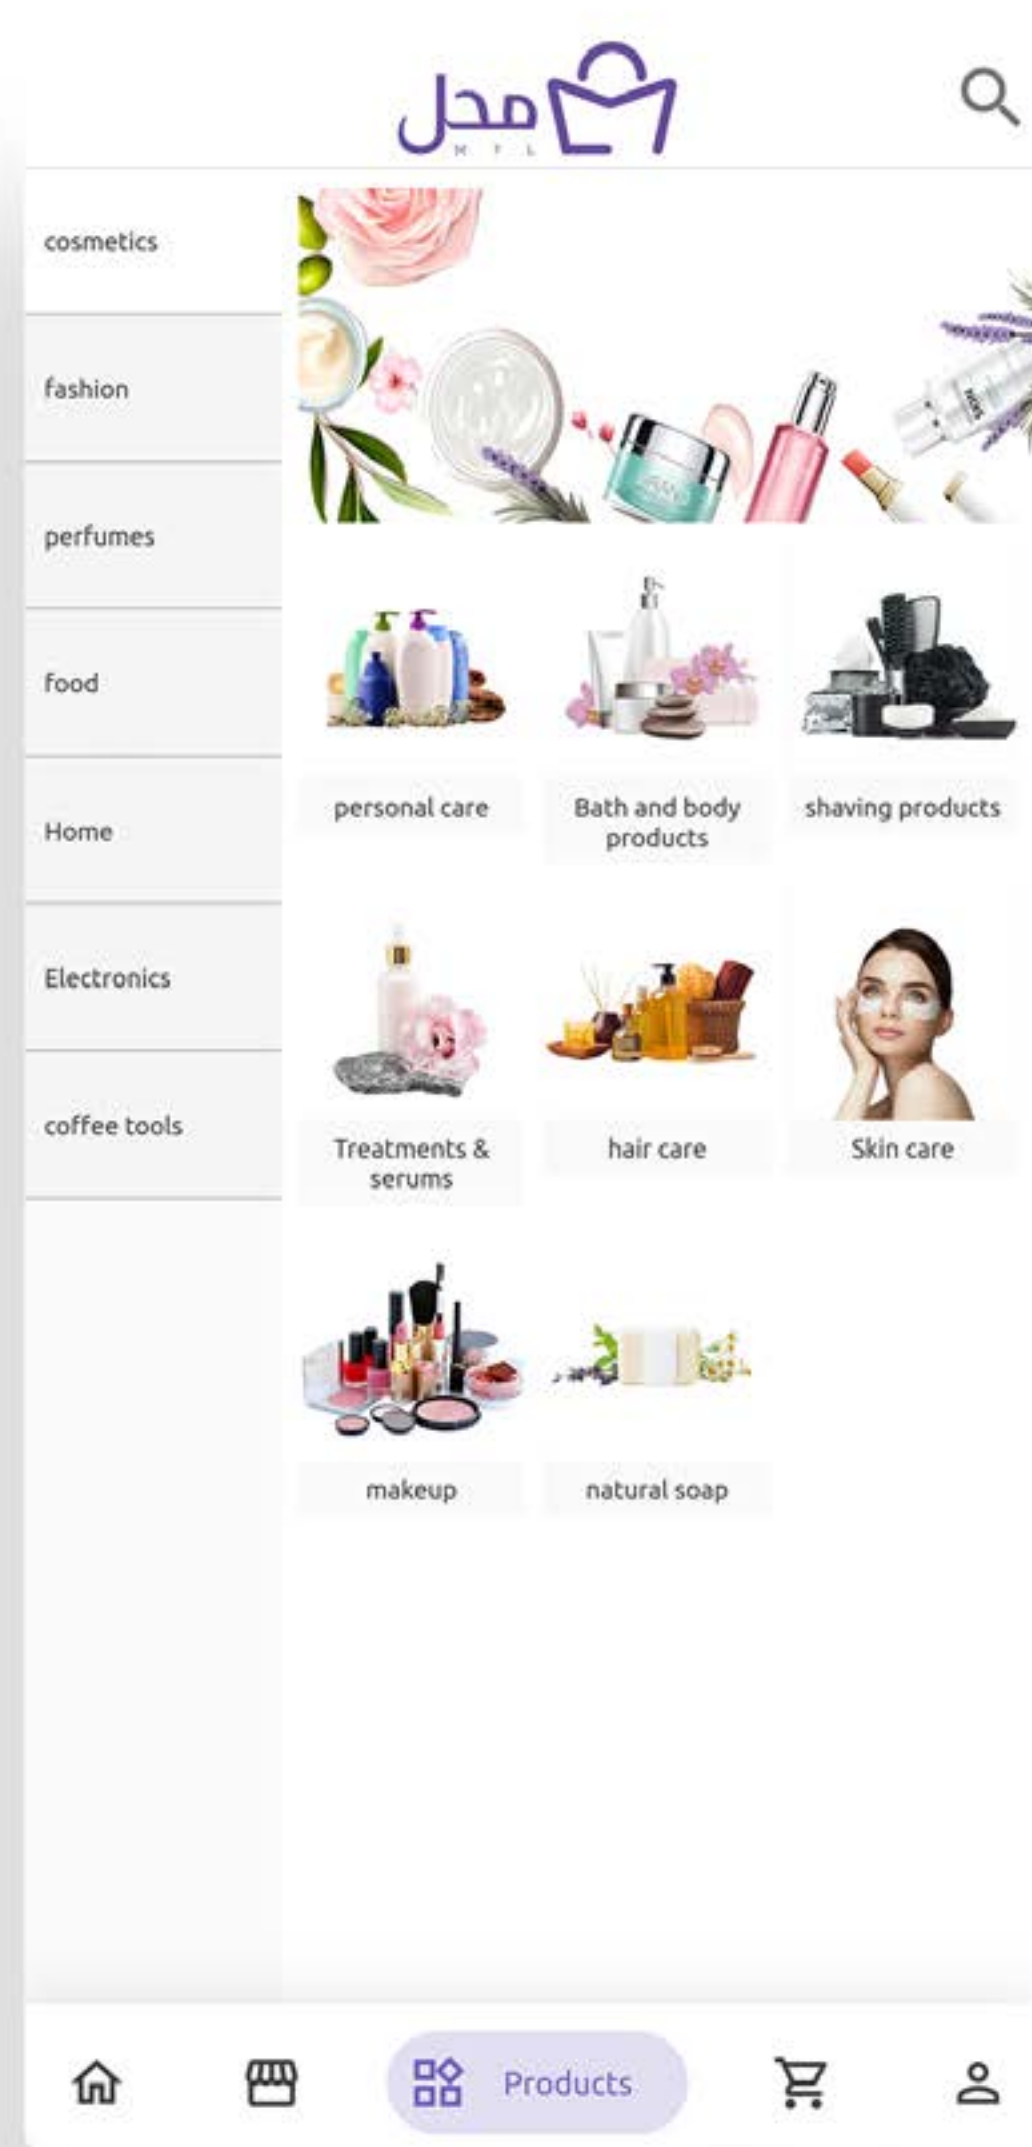 محل
M T L
cosmetics
fashion
perfumes
food
Home
Electronics
coffee tools
personal care
Bath and body
products
shaving products
Treatments &
serums
hair care
Skin care
makeup
natural soap
Products